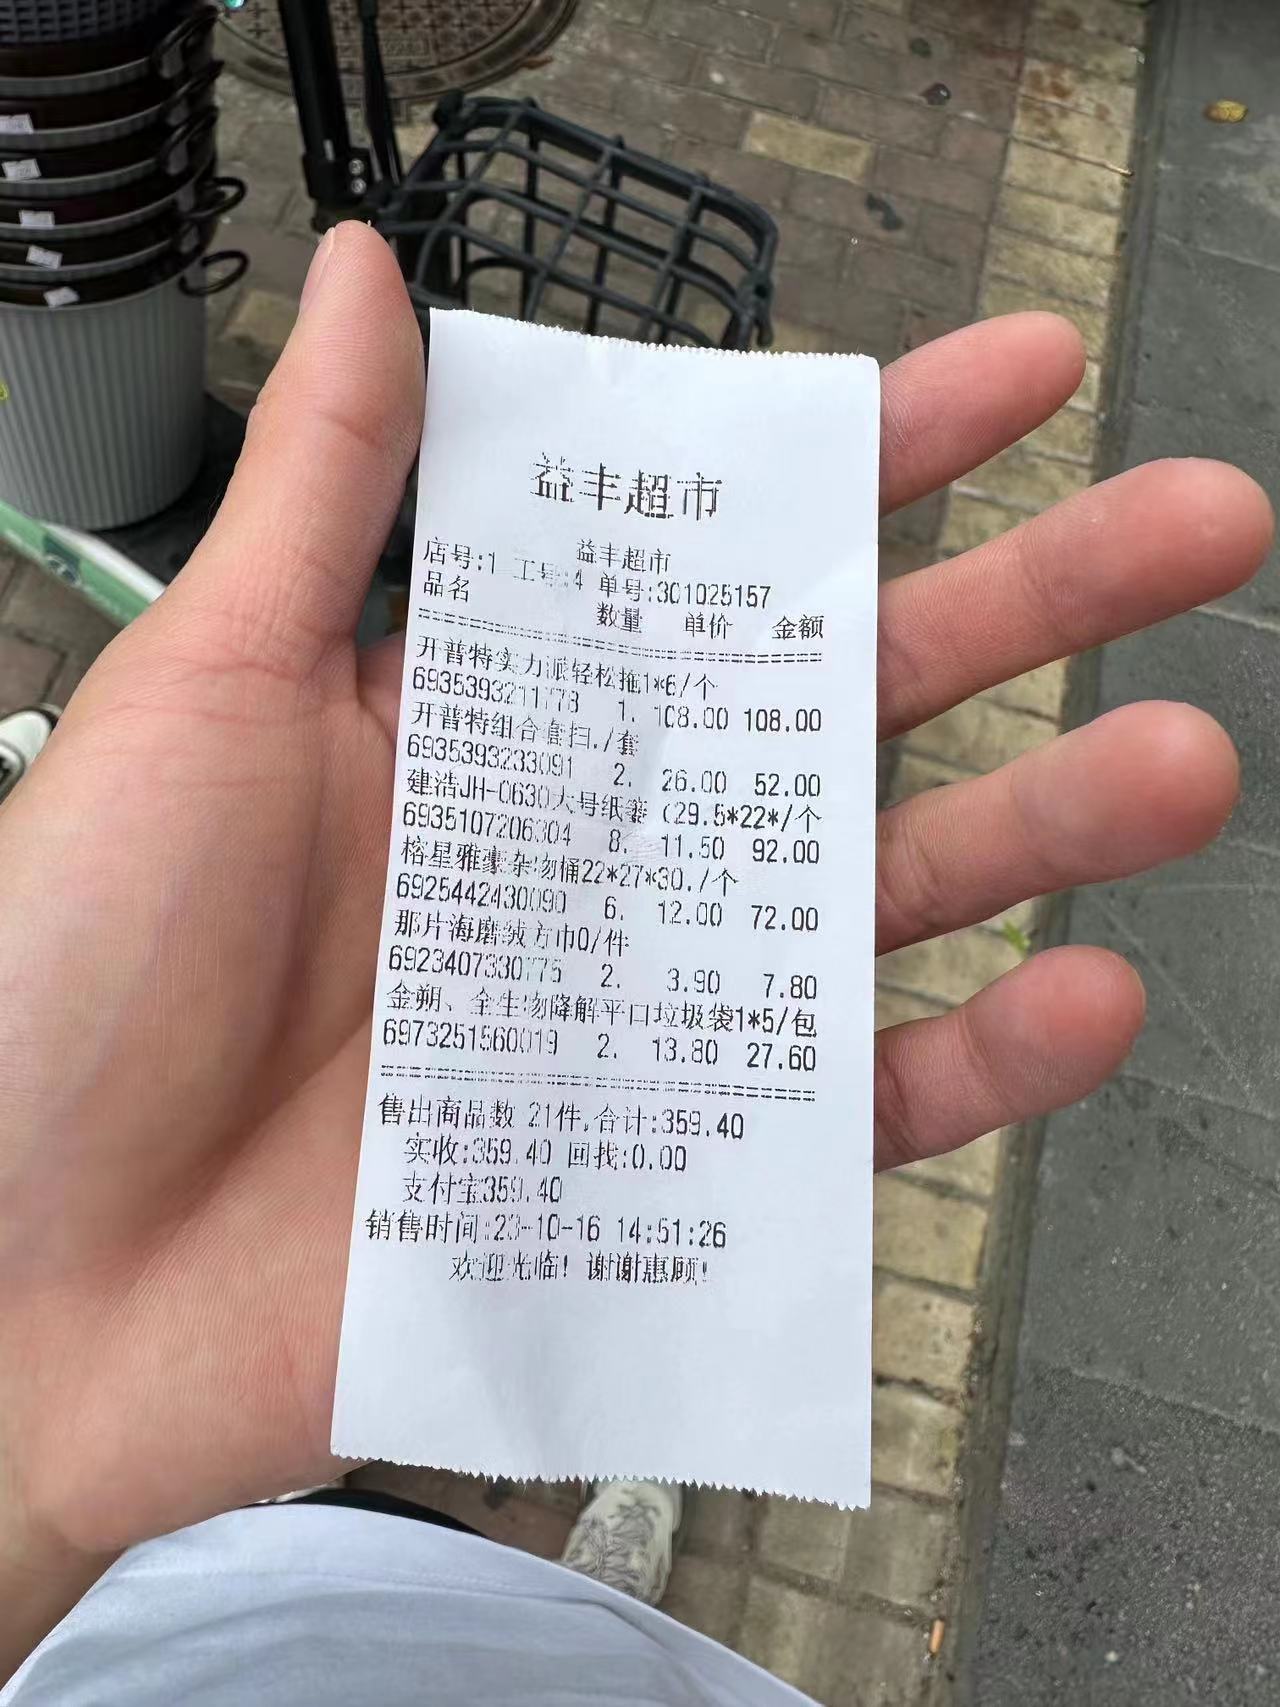 益丰超市
益丰超市
店号:1 工号:4 单号:301025157
品名 数量 单价 金额
开普特实力派轻松拖1*6/个
6935393211778 1. 108.00 108.00
开普特组合套扫./套
6935393233091 2. 26.00 52.00
建浩JH-0630大号纸篓(29.5*22*/个
6935107206304 8. 11.50 92.00
榕星雅豪杂物桶22*27*30./个
6925442430090 6. 12.00 72.00
那片海磨绒方巾0/件
6923407330775 2. 3.90 7.80
金朔、全生物降解平口垃圾袋1*5/包
6973251560019 2. 13.80 27.60
售出商品数 21件,合计:359.40
实收:359.40 回找:0.00
支付宝359.40
销售时间:23-10-16 14:51:26
欢迎光临! 谢谢惠顾!